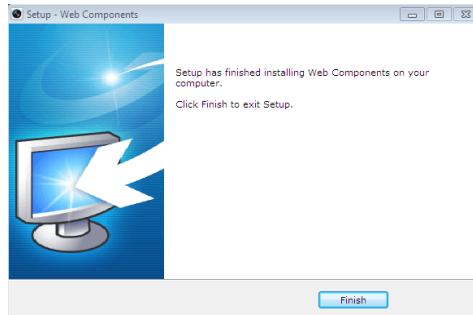 Setup - Web Components
Setup has finished installing Web Components on your
computer.
Click Finish to exit Setup.
Finish